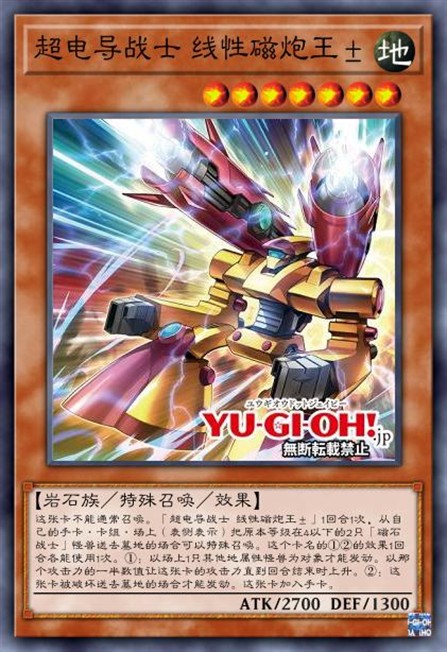 超电导战士 线性磁炮王±
地
ユウギオウドットジェイピー
YU-GI-OH!.jp
無断転載禁止
【岩石族／特殊召唤／效果】
这张卡不能通常召唤。「超电导战士 线性磁炮王±」1回合1次，从自
己的手卡·卡组·场上（表侧表示）把原本等级在4以下的2只「磁石
战士」怪兽送去墓地的场合可以特殊召唤。这个卡名的①②的效果1回
合各能使用1次。①：以场上1只其他地属性怪兽为对象才能发动。以那
个攻击力的一半数值让这张卡的攻击力直到回合结束时上升。②：这
张卡被破坏送去墓地的场合才能发动。这张卡加入手卡。
ATK/2700 DEF/1300